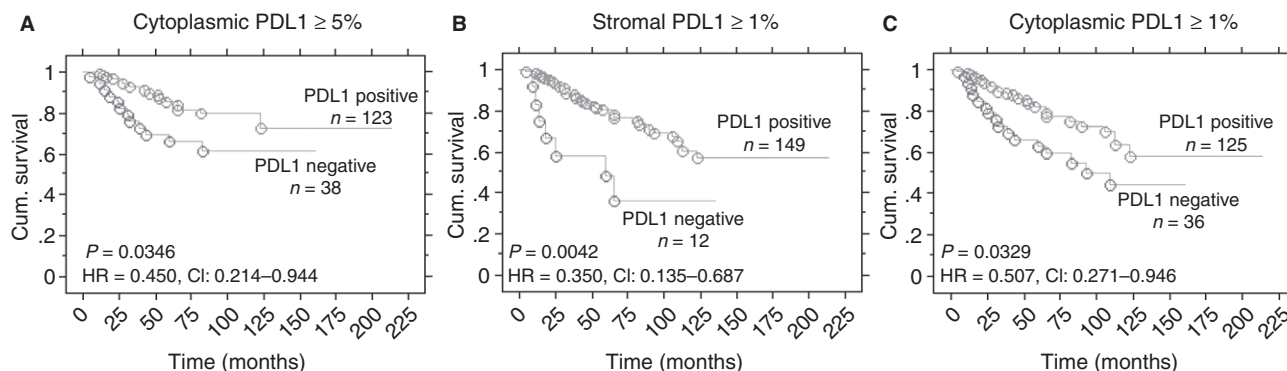 A
Cytoplasmic PDL1 ≥ 5%
Cum. survival
1
.8
.6
.4
.2
0
PDL1 positive
n = 123
PDL1 negative
n = 38
P = 0.0346
HR = 0.450, CI: 0.214–0.944
0 25 50 75 100 125 150 175 200 225
Time (months)
B
Stromal PDL1 ≥ 1%
Cum. survival
1
.8
.6
.4
.2
0
PDL1 positive
n = 149
PDL1 negative
n = 12
P = 0.0042
HR = 0.350, CI: 0.135–0.687
0 25 50 75 100 125 150 175 200 225
Time (months)
C
Cytoplasmic PDL1 ≥ 1%
Cum. survival
1
.8
.6
.4
.2
0
PDL1 positive
n = 125
PDL1 negative
n = 36
P = 0.0329
HR = 0.507, CI: 0.271–0.946
0 25 50 75 100 125 150 175 200 225
Time (months)